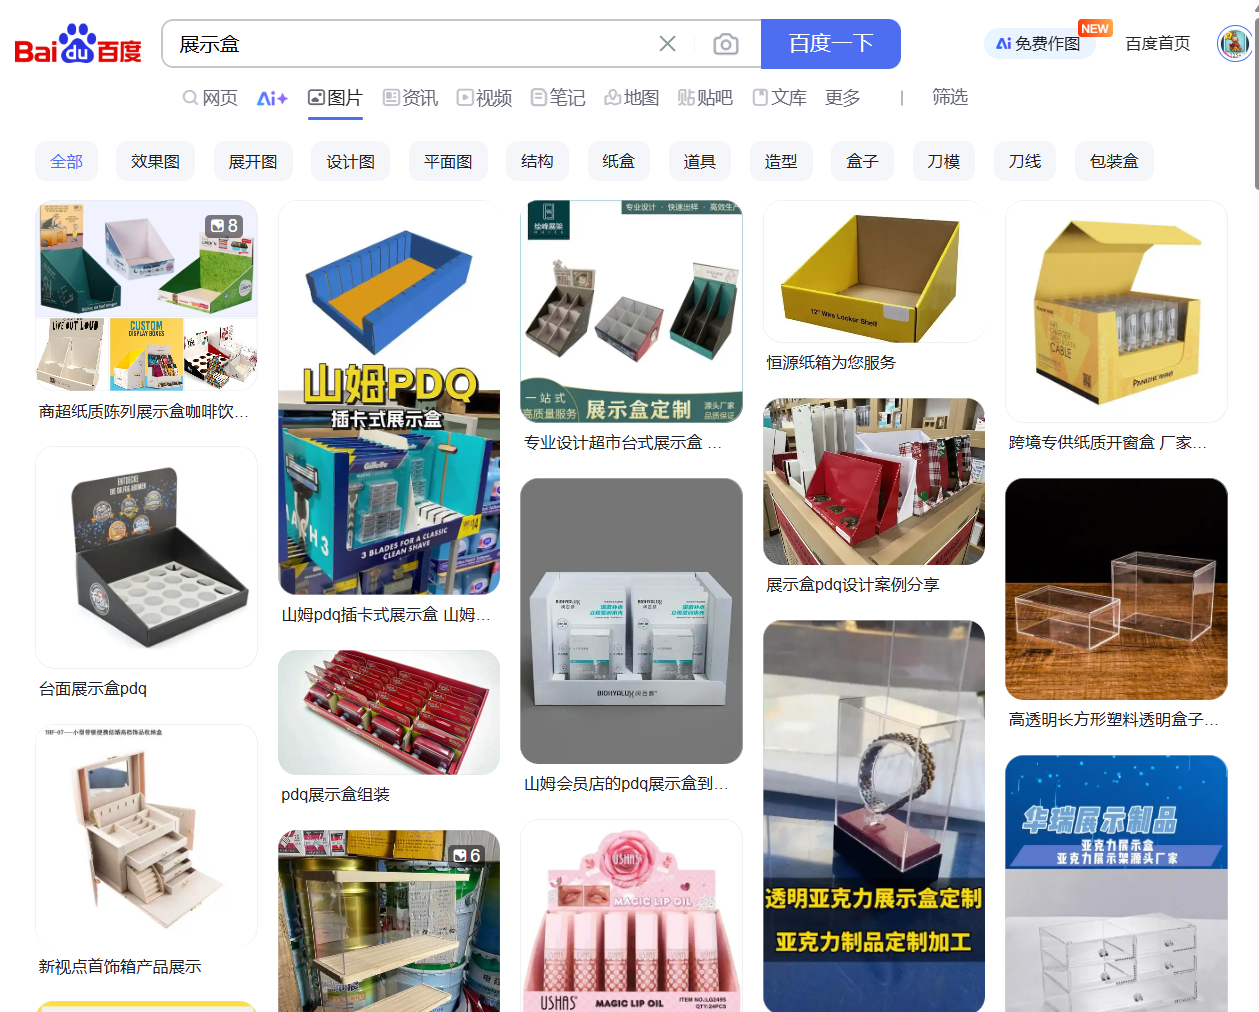 Bai du 百度
展示盒
百度一下
Ai 免费作图
NEW
百度首页
网页
Ai+
图片
资讯
视频
笔记
地图
贴吧
文库
更多
筛选
全部
效果图
展开图
设计图
平面图
结构
纸盒
道具
造型
盒子
刀模
刀线
包装盒
8
LIVE OUT LOUD
CUSTOM
DISPLAY BOXES
商超纸质陈列展示盒咖啡饮...
山姆PDQ
插卡式展示盒
Gillette
MACH3
3 BLADES FOR A CLASSIC
CLEAN SHAVE
山姆pdq插卡式展示盒 山姆...
绘峰展架
专业设计 · 快速出样 · 高效生产
一站式
高质量服务
展示盒定制
源头厂家
品质保证
专业设计超市台式展示盒 ...
12" Wire Locker Shelf
恒源纸箱为您服务
CABLE
跨境专供纸质开窗盒 厂家...
ENTDECKE
台面展示盒pdq
pdq展示盒组装
BIOHYALUX
BIOHYALUX
BIOHYALUX
山姆会员店的pdq展示盒到...
展示盒pdq设计案例分享
高透明长方形塑料透明盒子...
新视点首饰箱产品展示
6
USHAS
MAGIC LIP OIL
USHAS
MAGIC LIP OIL
ITEM NO.:LG2495
QTY:24PCS
透明亚克力展示盒定制
亚克力制品定制加工
华瑞展示制品
亚克力展示盒
亚克力展示架源头厂家